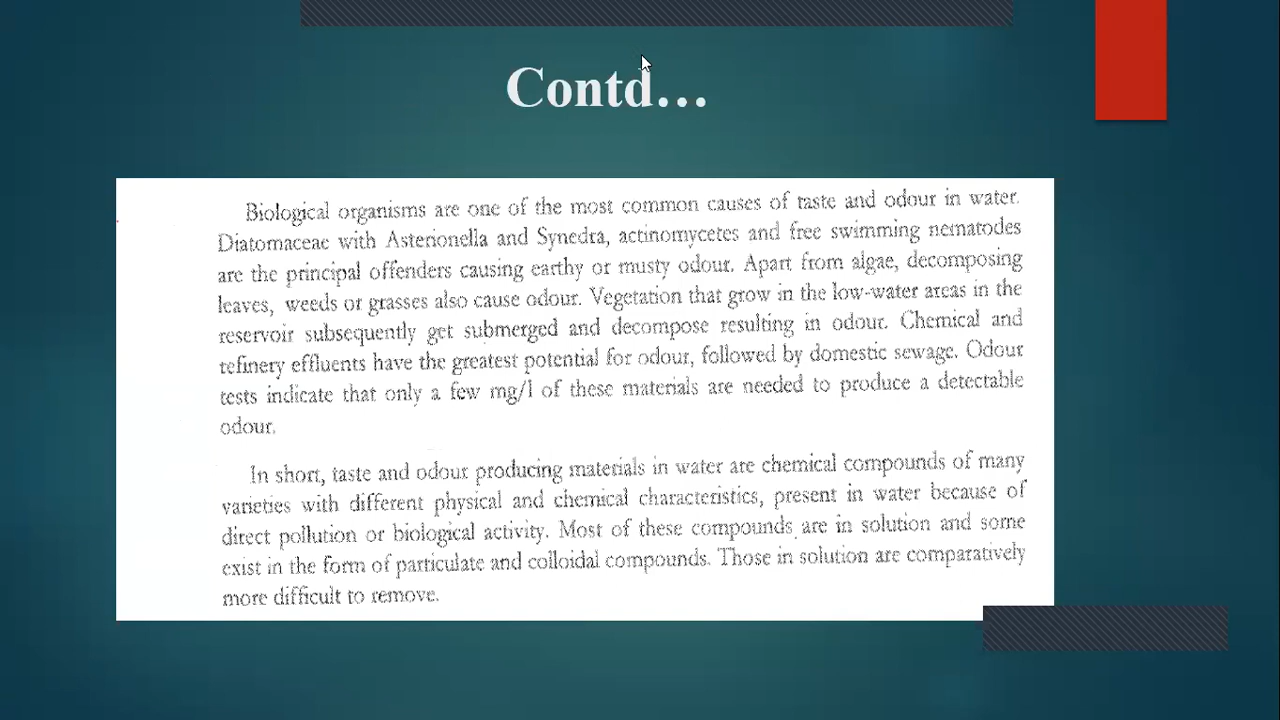 Contd…
Biological organisms are one of the most common causes of taste and odour in water.
Diatomaceae with Asterionella and Synedra, actinomycetes and free swimming nematodes
are the principal offenders causing earthy or musty odour. Apart from algae, decomposing
leaves, weeds or grasses also cause odour. Vegetation that grow in the low-water areas in the
reservoir subsequently get submerged and decompose resulting in odour. Chemical and
refinery effluents have the greatest potential for odour, followed by domestic sewage. Odour
tests indicate that only a few mg/l of these materials are needed to produce a detectable
odour.
In short, taste and odour producing materials in water are chemical compounds of many
varieties with different physical and chemical characteristics, present in water because of
direct pollution or biological activity. Most of these compounds are in solution and some
exist in the form of particulate and colloidal compounds. Those in solution are comparatively
more difficult to remove.